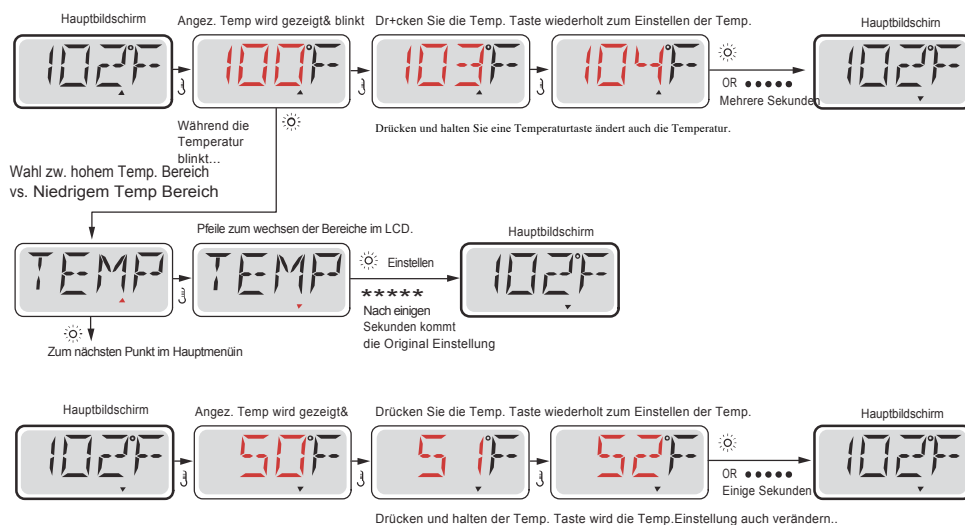 Hauptbildschirm
Angez. Temp wird gezeigt& blinkt
Dr+cken Sie die Temp. Taste wiederholt zum Einstellen der Temp.
Hauptbildschirn
102°F
100°F
103°F
104°F
OR •••••
Mehrere Sekunden
102°F
Während die
Temperatur
blinkt...
Drücken und halten Sie eine Temperaturtaste ändert auch die Temperatur.
Wahl zw. hohem Temp. Bereich
vs. Niedrigem Temp Bereich
Pfeile zum wechsen der Bereiche im LCD.
Hauptbildschirm
TEMP
TEMP
Einstellen
*****
Nach einigen
Sekunden kommt
die Original Einstellung
102°F
Zum nächsten Punkt im Hauptmenüin
Hauptbildschirm
Angez. Temp wird gezeigt&
Drücken Sie die Temp. Taste wiederholt zum Einstellen der Temp.
Hauptbildschirm
102°F
50°F
51°F
52°F
OR •••••
Einige Sekunden
102°F
Drücken und halten der Temp. Taste wird die Temp.Einstellung auch verändern..